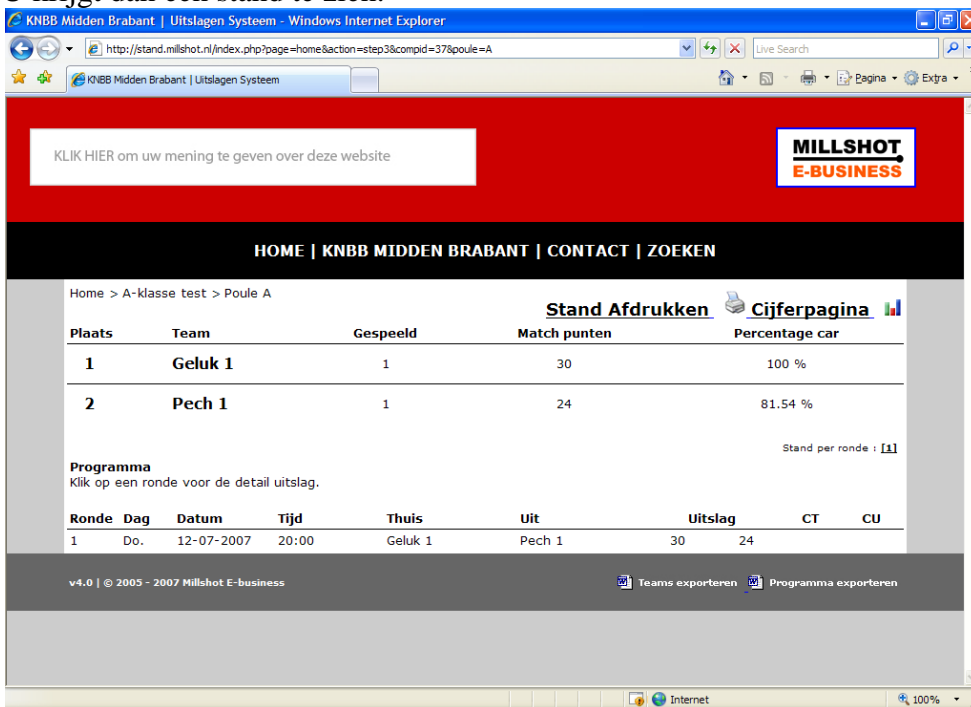 U krijgt dan een stand te zien.
KNBB Midden Brabant | Uitslagen Systeem - Windows Internet Explorer
http://stand.millshot.nl/index.php?page=home&action=step3&compid=37&poule=A
Live Search
KNBB Midden Brabant | Uitslagen Systeem
Pagina
Extra
KLIK HIER om uw mening te geven over deze website
MILLSHOT
E-BUSINESS
HOME | KNBB MIDDEN BRABANT | CONTACT | ZOEKEN
Home > A-klasse test > Poule A
Stand Afdrukken Cijferpagina
Plaats Team Gespeeld Match punten Percentage car
1 Geluk 1 1 30 100 %
2 Pech 1 1 24 81.54 %
Stand per ronde : [1]
Programma
Klik op een ronde voor de detail uitslag.
Ronde Dag Datum Tijd Thuis Uit Uitslag CT CU
1 Do. 12-07-2007 20:00 Geluk 1 Pech 1 30 24
v4.0 | © 2005 - 2007 Millshot E-business
Teams exporteren Programma exporteren
Internet
100%